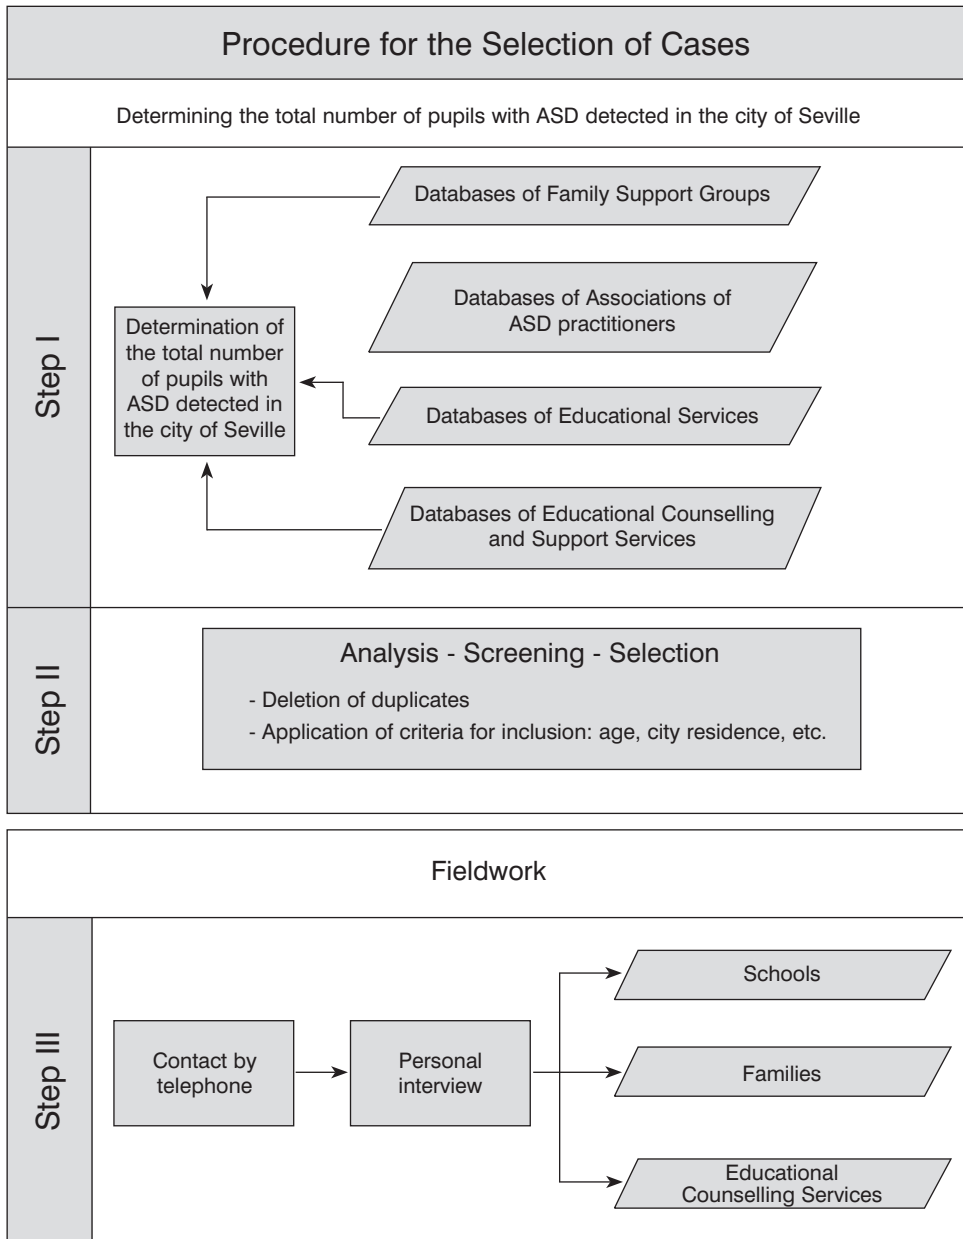 Procedure for the Selection of Cases
Determining the total number of pupils with ASD detected in the city of Seville
Step I
Databases of Family Support Groups
Databases of Associations of
ASD practitioners
Determination of
the total number
of pupils with
ASD detected in
the city of Seville
Databases of Educational Services
Databases of Educational Counselling
and Support Services
Step II
Analysis - Screening - Selection
- Deletion of duplicates
- Application of criteria for inclusion: age, city residence, etc.
Fieldwork
Step III
Contact by
telephone
Personal
interview
Schools
Families
Educational
Counselling Services